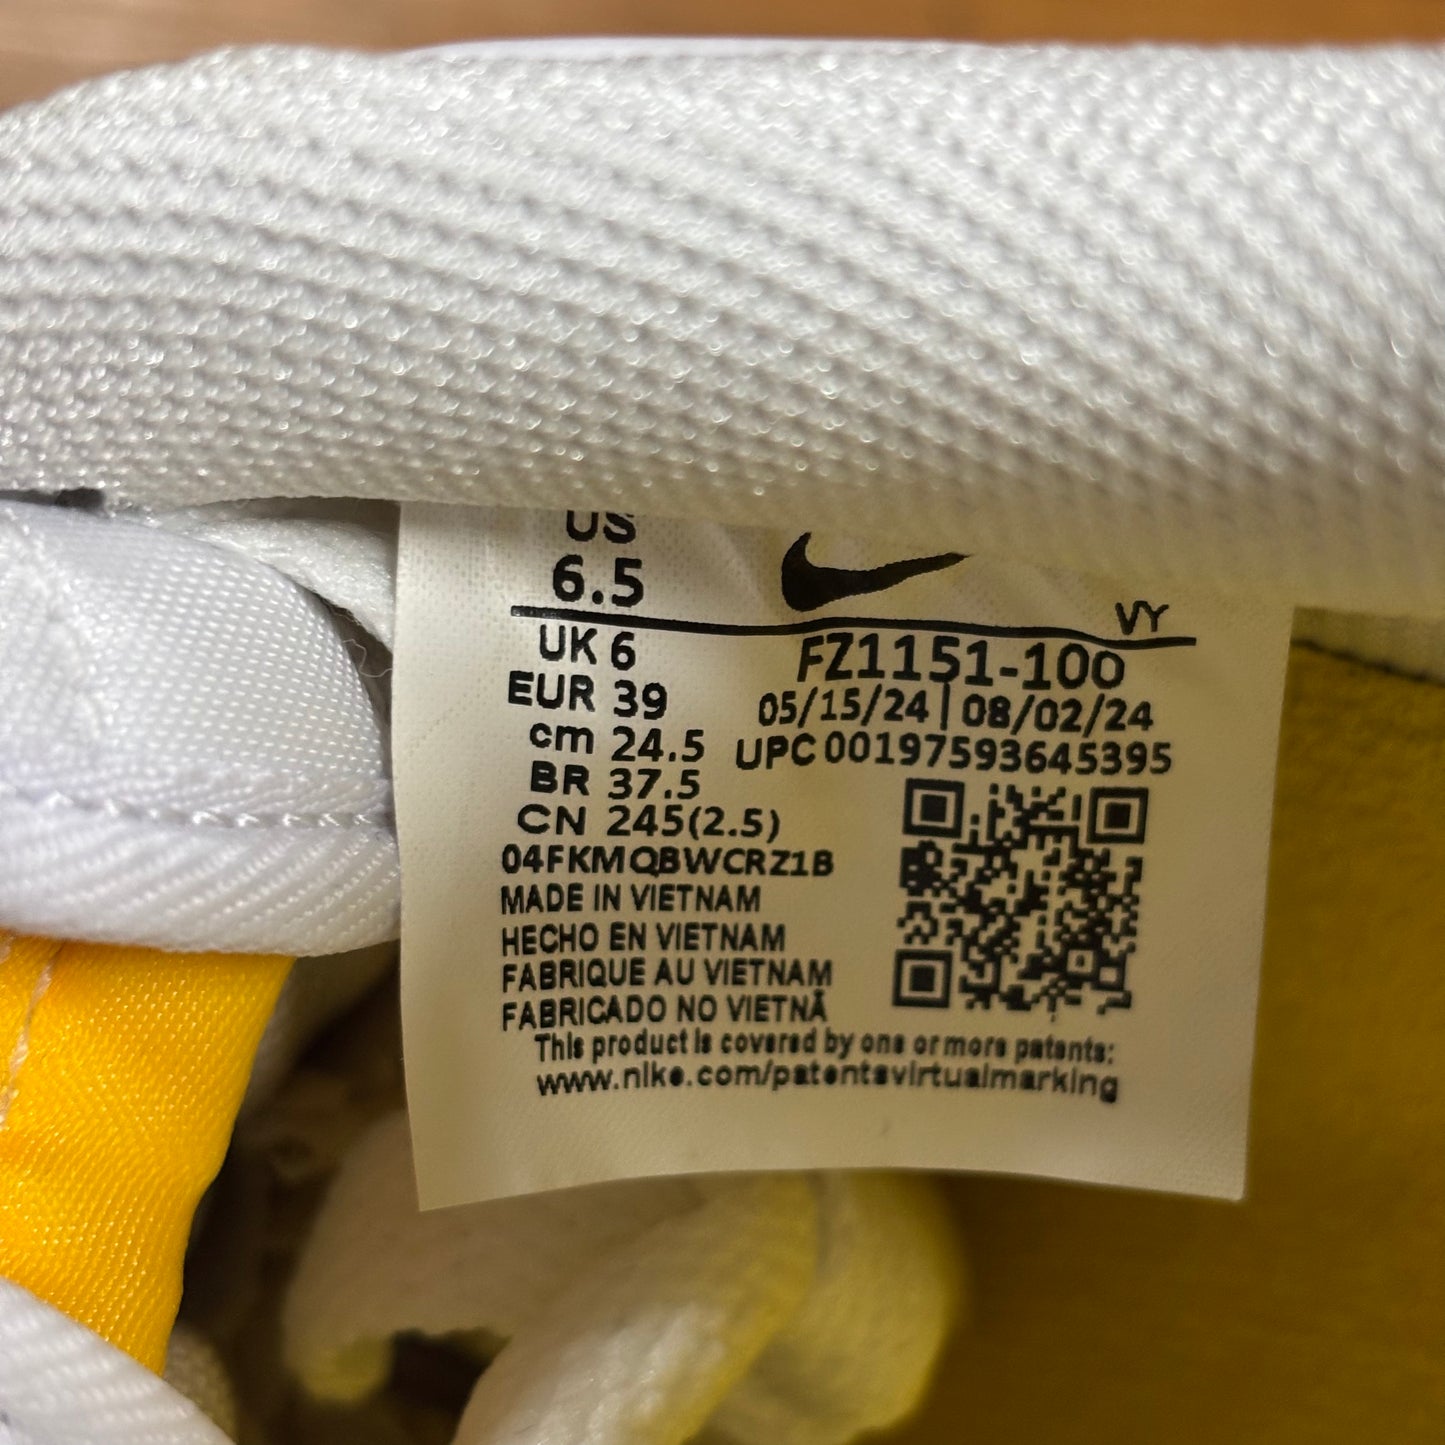 US
6.5
VY
UK 6
FZ1151-100
EUR 39
05/15/24 | 08/02/24
cm 24.5
UPC 00197593645395
BR 37.5
CN 245(2.5)
04FKMQBWCRZ1B
MADE IN VIETNAM
HECHO EN VIETNAM
FABRIQUE AU VIETNAM
FABRICADO NO VIETNÃ
This product is covered by one or more patents:
www.nike.com/patentsvirtualmarking